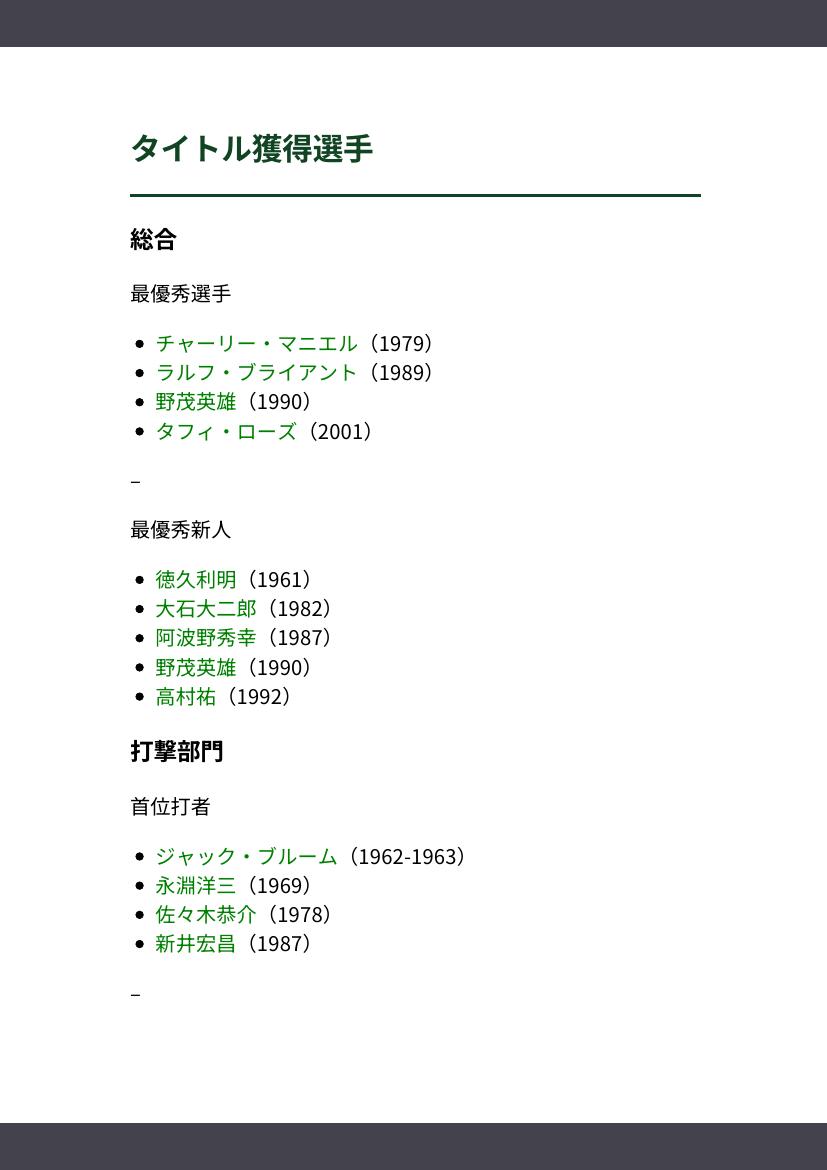 タイトル獲得選手
総合
最優秀選手
• チャーリー・マニエル（1979）
• ラルフ・ブライアント（1989）
• 野茂英雄（1990）
• タフィ・ローズ（2001）
–
最優秀新人
• 徳久利明（1961）
• 大石大二郎（1982）
• 阿波野秀幸（1987）
• 野茂英雄（1990）
• 高村祐（1992）
打撃部門
首位打者
• ジャック・ブルーム（1962-1963）
• 永淵洋三（1969）
• 佐々木恭介（1978）
• 新井宏昌（1987）
–